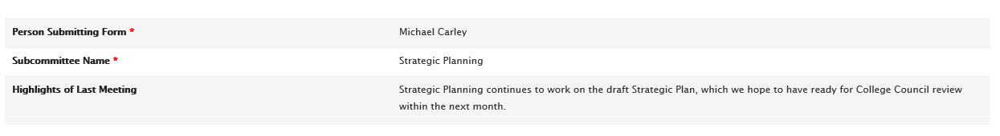 Person Submitting Form * Michael Carley
Subcommittee Name * Strategic Planning
Highlights of Last Meeting Strategic Planning continues to work on the draft Strategic Plan, which we hope to have ready for College Council review
within the next month.